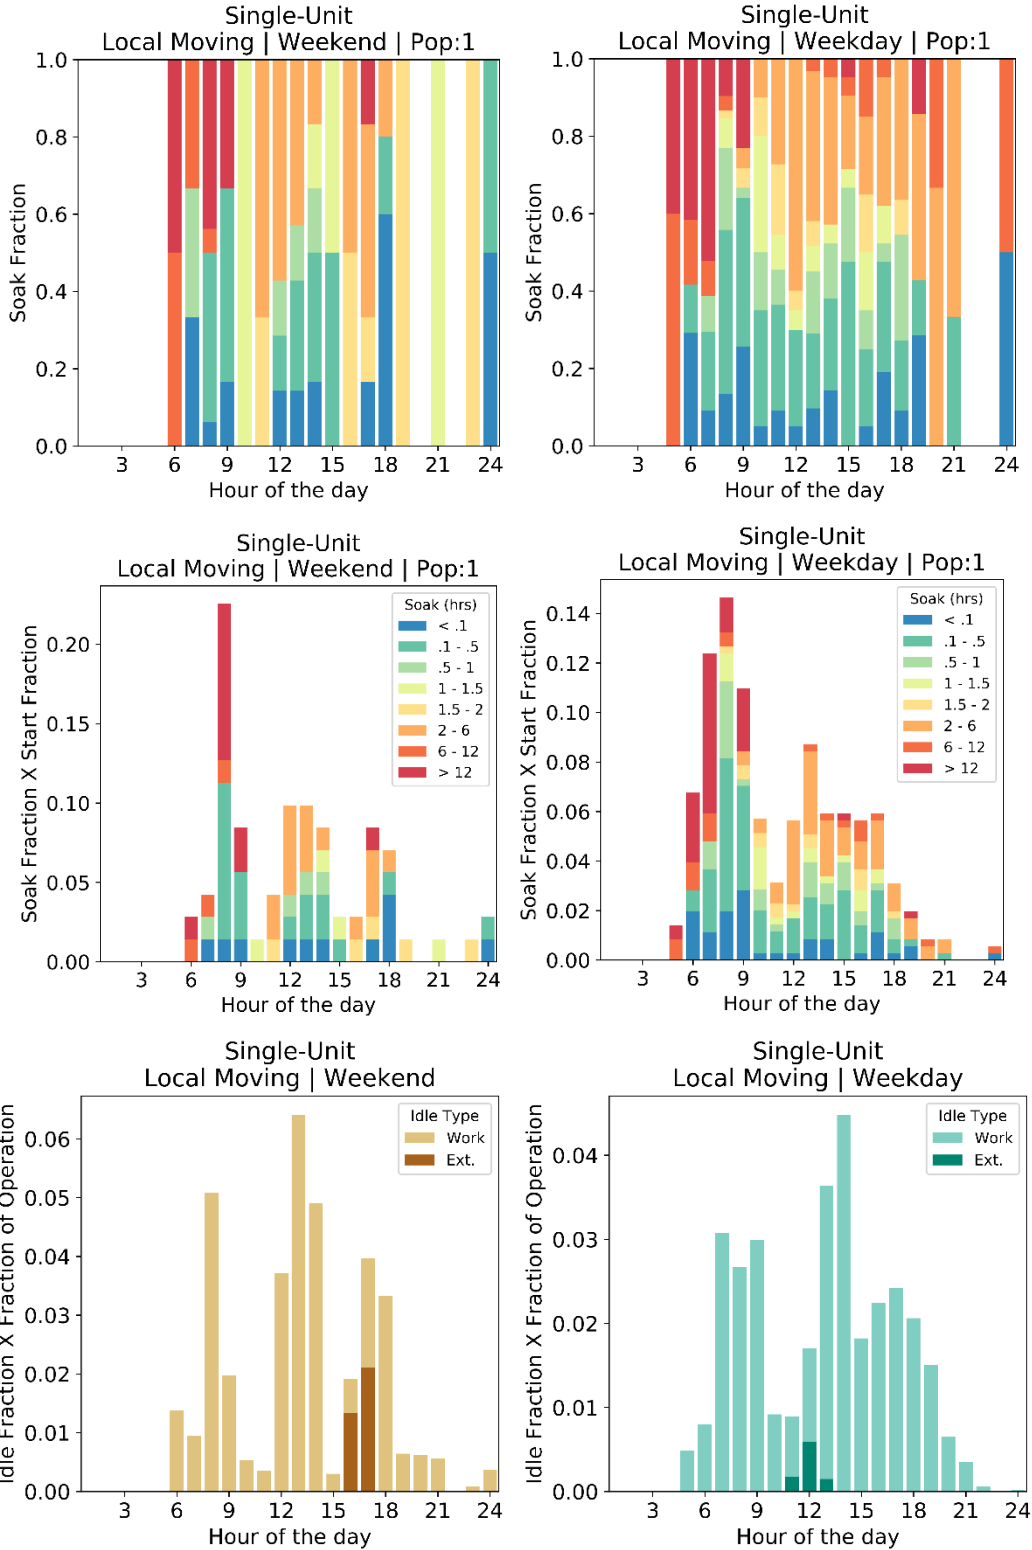 Single-Unit
Local Moving | Weekend | Pop:1
1.0
0.8
0.6
0.4
0.2
0.0
Soak Fraction
3 6 9 12 15 18 21 24
Hour of the day
Single-Unit
Local Moving | Weekday | Pop:1
1.0
0.8
0.6
0.4
0.2
0.0
Soak Fraction
3 6 9 12 15 18 21 24
Hour of the day
Single-Unit
Local Moving | Weekend | Pop:1
Soak (hrs)
< .1
.1 - .5
.5 - 1
1 - 1.5
1.5 - 2
2 - 6
6 - 12
> 12
0.20
0.15
0.10
0.05
0.00
Soak Fraction X Start Fraction
3 6 9 12 15 18 21 24
Hour of the day
Single-Unit
Local Moving | Weekday | Pop:1
Soak (hrs)
< .1
.1 - .5
.5 - 1
1 - 1.5
1.5 - 2
2 - 6
6 - 12
> 12
0.14
0.12
0.10
0.08
0.06
0.04
0.02
0.00
Soak Fraction X Start Fraction
3 6 9 12 15 18 21 24
Hour of the day
Single-Unit
Local Moving | Weekend
Idle Type
Work
Ext.
0.06
0.05
0.04
0.03
0.02
0.01
0.00
Idle Fraction X Fraction of Operation
3 6 9 12 15 18 21 24
Hour of the day
Single-Unit
Local Moving | Weekday
Idle Type
Work
Ext.
0.04
0.03
0.02
0.01
0.00
Idle Fraction X Fraction of Operation
3 6 9 12 15 18 21 24
Hour of the day